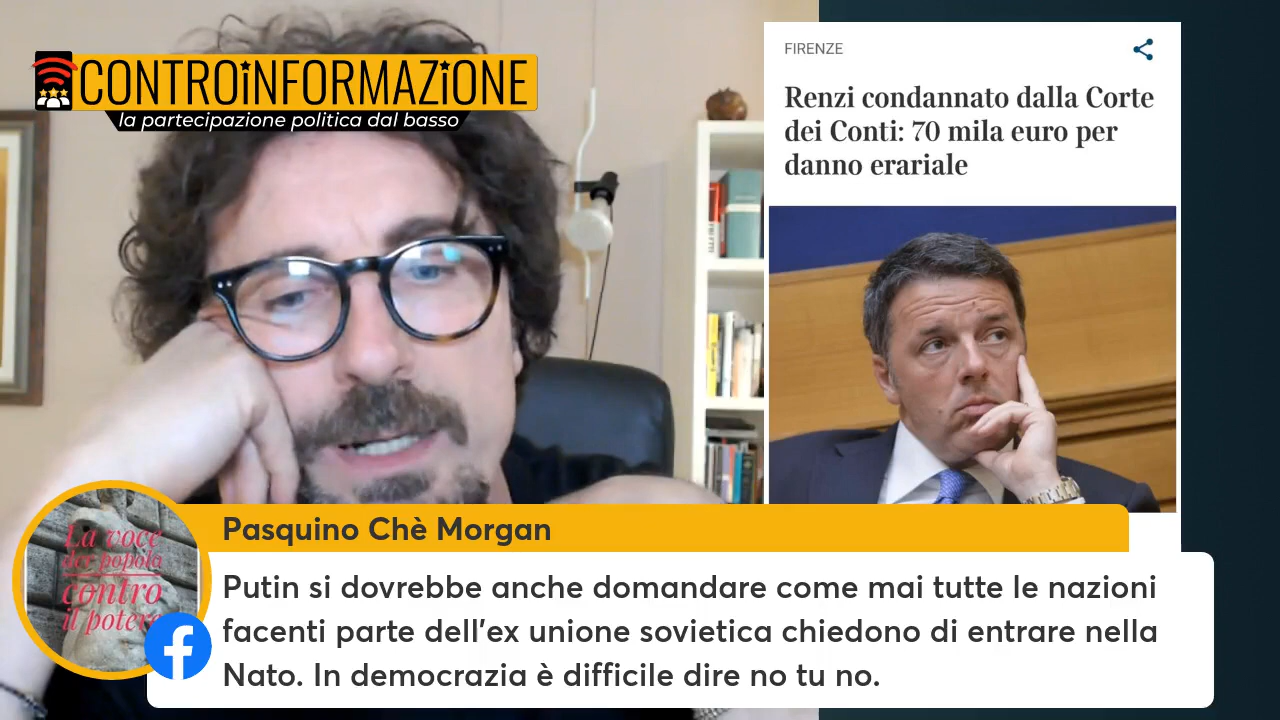 CONTROiNFORMAZiONE
la partecipazione politica dal basso
FIRENZE
Renzi condannato dalla Corte
dei Conti: 70 mila euro per
danno erariale
Pasquino Chè Morgan
La voce
der popolo
contro
il potere
Putin si dovrebbe anche domandare come mai tutte le nazioni
facenti parte dell'ex unione sovietica chiedono di entrare nella
Nato. In democrazia è difficile dire no tu no.